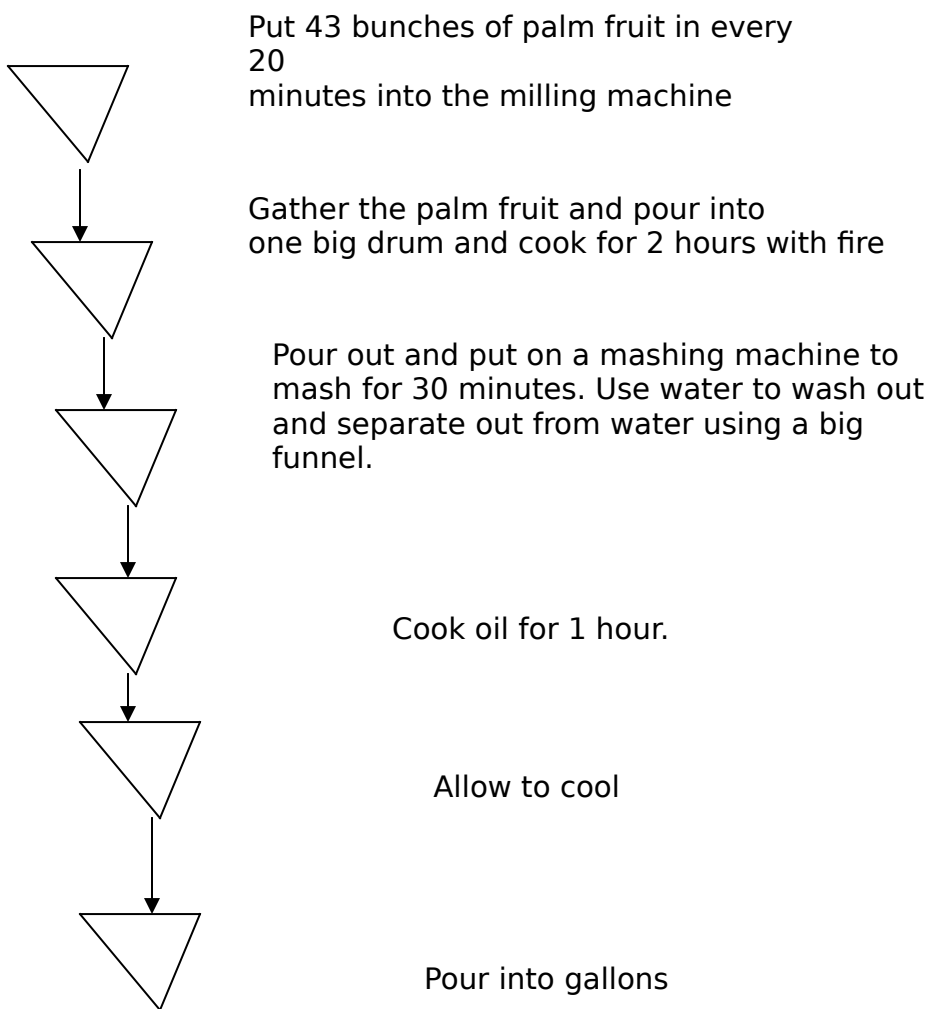 Put 43 bunches of palm fruit in every
20
minutes into the milling machine
Gather the palm fruit and pour into
one big drum and cook for 2 hours with fire
Pour out and put on a mashing machine to
mash for 30 minutes. Use water to wash out
and separate out from water using a big
funnel.
Cook oil for 1 hour.
Allow to cool
Pour into gallons